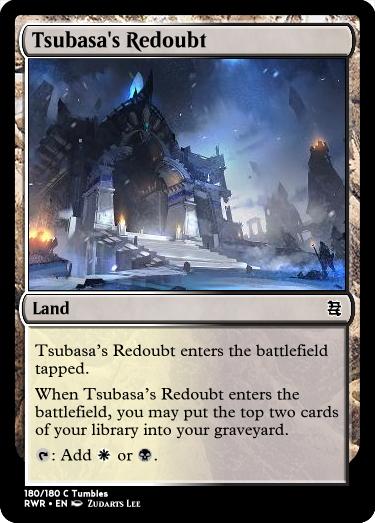 Tsubasa's Redoubt
Land
Tsubasa's Redoubt enters the battlefield
tapped.
When Tsubasa's Redoubt enters the
battlefield, you may put the top two cards
of your library into your graveyard.
: Add or .
180/180 C Tumbles
RWR • EN Zudarts Lee